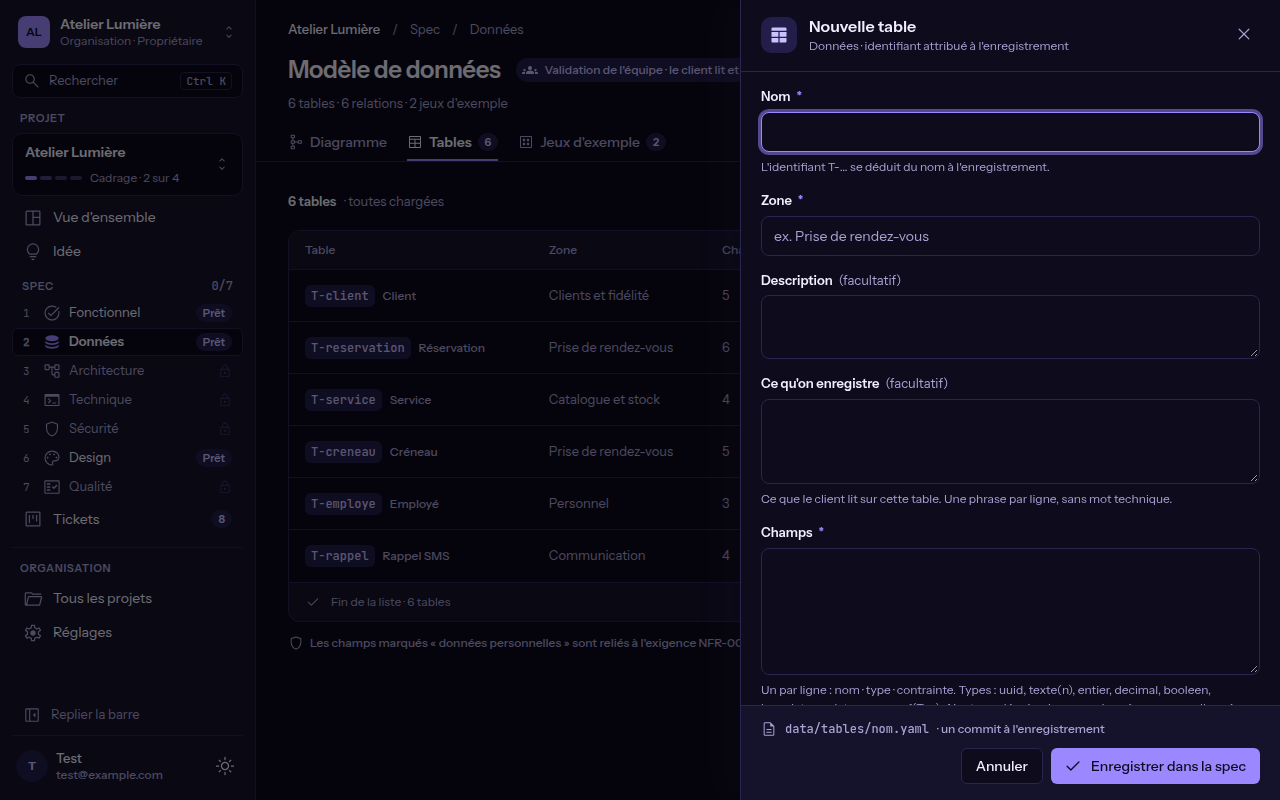 AL
Atelier Lumière
Organisation · Propriétaire
Rechercher
Ctrl K
PROJET
Atelier Lumière
Cadrage · 2 sur 4
Vue d'ensemble
Idée
SPEC 0/7
1 Fonctionnel Prêt
2 Données Prêt
3 Architecture
4 Technique
5 Sécurité
6 Design Prêt
7 Qualité
Tickets 8
ORGANISATION
Tous les projets
Réglages
Replier la barre
T
Test
test@example.com
Atelier Lumière / Spec / Données
Modèle de données
Validation de l'équipe · le client lit et
6 tables · 6 relations · 2 jeux d'exemple
Diagramme
Tables 6
Jeux d'exemple 2
6 tables · toutes chargées
Table Zone
T-client Client Clients et fidélité 5
T-reservation Réservation Prise de rendez-vous 6
T-service Service Catalogue et stock 4
T-creneau Créneau Prise de rendez-vous 5
T-employe Employé Personnel 3
T-rappel Rappel SMS Communication 4
Fin de la liste · 6 tables
Les champs marqués « données personnelles » sont reliés à l'exigence
Nouvelle table
Données · identifiant attribué à l'enregistrement
Nom *
L'identifiant T-… se déduit du nom à l'enregistrement.
Zone *
ex. Prise de rendez-vous
Description (facultatif)
Ce qu'on enregistre (facultatif)
Ce que le client lit sur cette table. Une phrase par ligne, sans mot technique.
Champs *
Un par ligne : nom · type · contrainte. Types : uuid, texte(n), entier, decimal, booleen,
data/tables/nom.yaml · un commit à l'enregistrement
Annuler
Enregistrer dans la spec